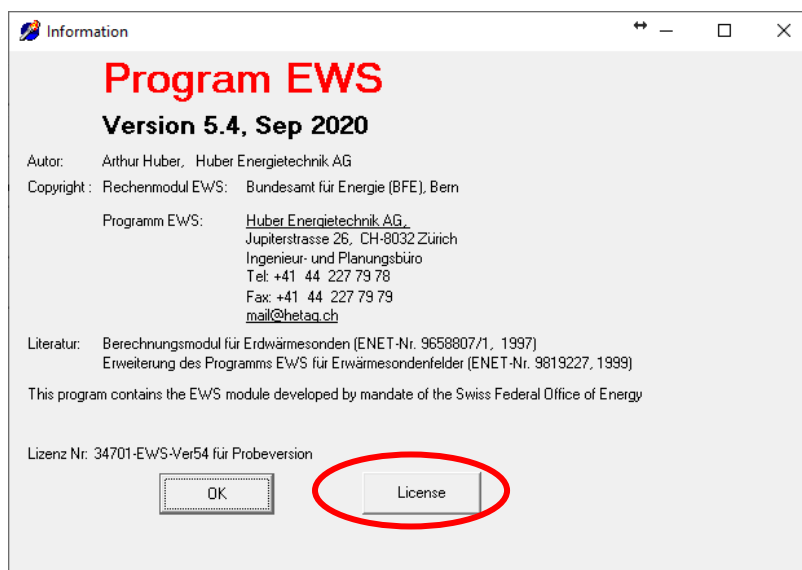 Information
Program EWS
Version 5.4, Sep 2020
Autor: Arthur Huber, Huber Energietechnik AG
Copyright : Rechenmodul EWS: Bundesamt für Energie (BFE), Bern
Programm EWS: Huber Energietechnik AG,
Jupiterstrasse 26, CH-8032 Zürich
Ingenieur- und Planungsbüro
Tel: +41 44 227 79 78
Fax: +41 44 227 79 79
mail@hetag.ch
Literatur: Berechnungsmodul für Erdwärmesonden (ENET-Nr. 9658807/1, 1997)
Erweiterung des Programms EWS für Erwärmesondenfelder (ENET-Nr. 9819227, 1999)
This program contains the EWS module developed by mandate of the Swiss Federal Office of Energy
Lizenz Nr: 34701-EWS-Ver54 für Probeversion
OK License